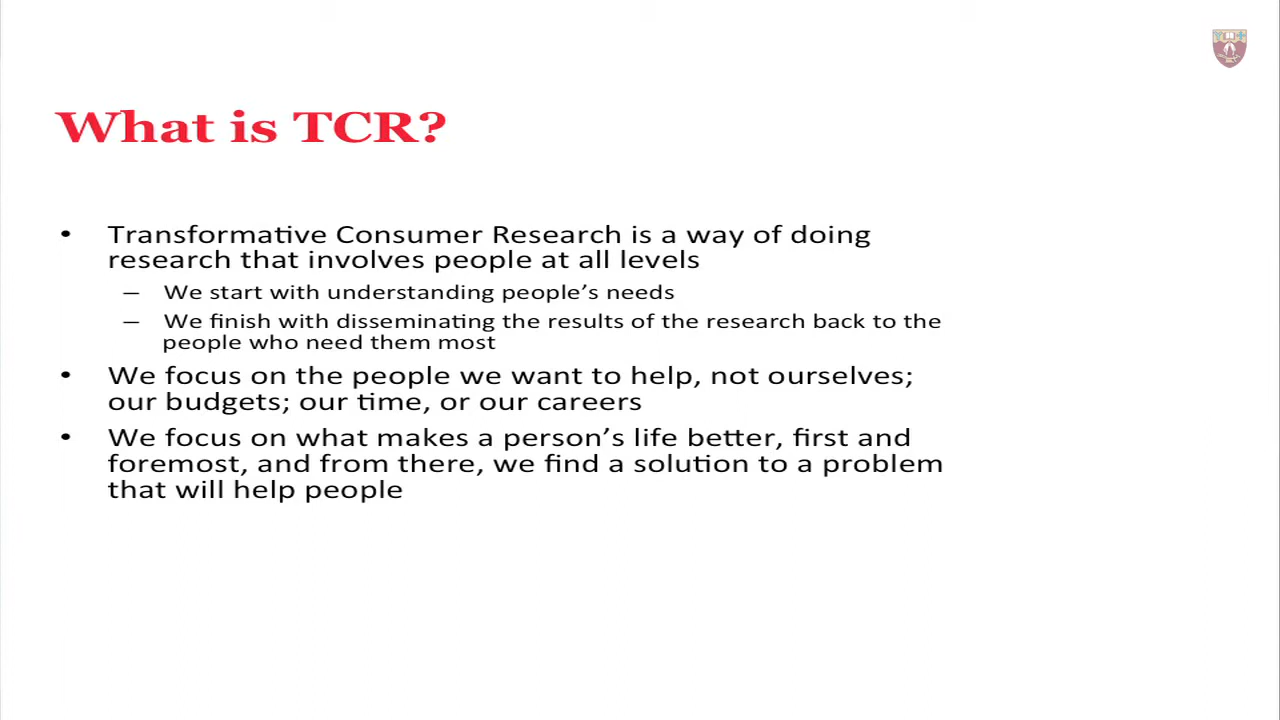 What is TCR?
• Transformative Consumer Research is a way of doing
research that involves people at all levels
– We start with understanding people’s needs
– We finish with disseminating the results of the research back to the
people who need them most
• We focus on the people we want to help, not ourselves;
our budgets; our time, or our careers
• We focus on what makes a person’s life better, first and
foremost, and from there, we find a solution to a problem
that will help people